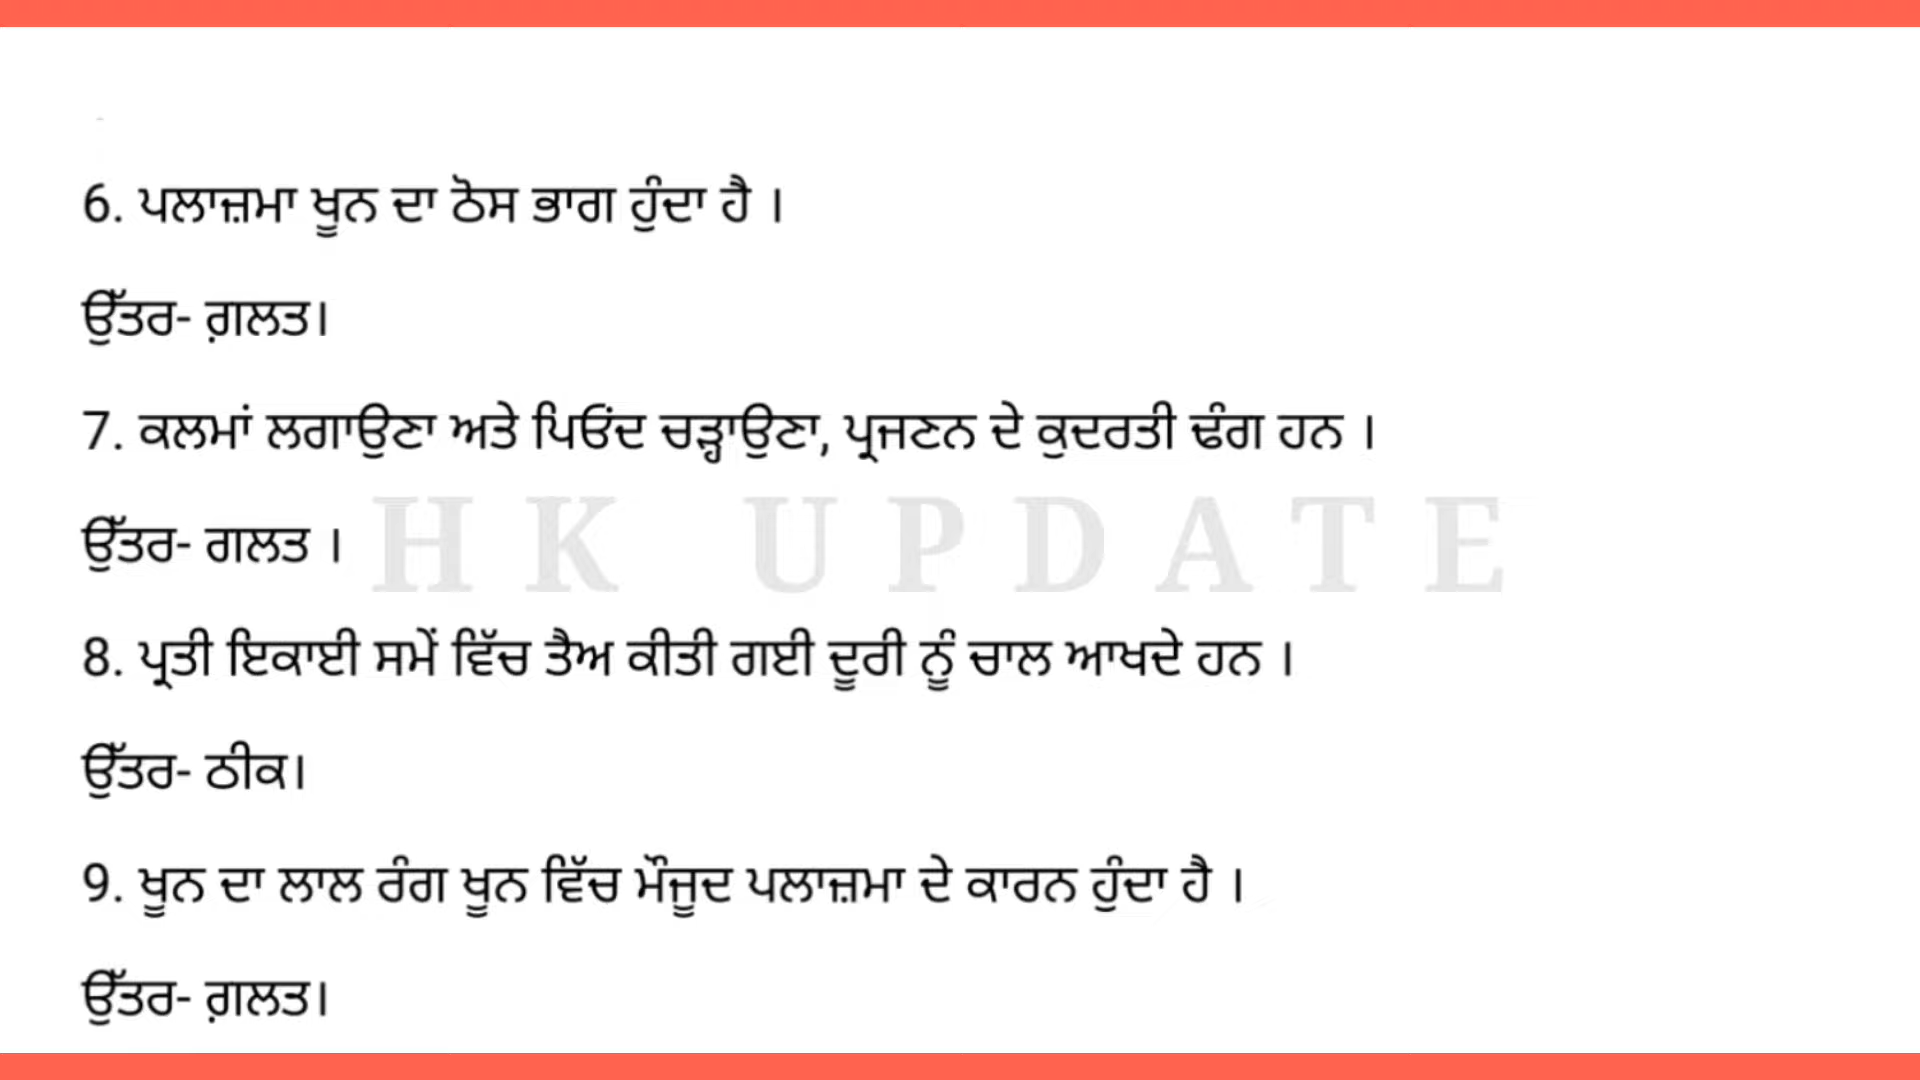 6. ਪਲਾਜ਼ਮਾ ਖੂਨ ਦਾ ਠੋਸ ਭਾਗ ਹੁੰਦਾ ਹੈ ।
ਉੱਤਰ- ਗ਼ਲਤ।
7. ਕਲਮਾਂ ਲਗਾਉਣਾ ਅਤੇ ਪਿਓਂਦ ਚੜ੍ਹਾਉਣਾ, ਪ੍ਰਜਣਨ ਦੇ ਕੁਦਰਤੀ ਢੰਗ ਹਨ ।
ਉੱਤਰ- ਗਲਤ ।
HK UPDATE
8. ਪ੍ਰਤੀ ਇਕਾਈ ਸਮੇਂ ਵਿੱਚ ਤੈਅ ਕੀਤੀ ਗਈ ਦੂਰੀ ਨੂੰ ਚਾਲ ਆਖਦੇ ਹਨ ।
ਉੱਤਰ- ਠੀਕ।
9. ਖੂਨ ਦਾ ਲਾਲ ਰੰਗ ਖੂਨ ਵਿੱਚ ਮੌਜੂਦ ਪਲਾਜ਼ਮਾ ਦੇ ਕਾਰਨ ਹੁੰਦਾ ਹੈ ।
ਉੱਤਰ- ਗ਼ਲਤ।